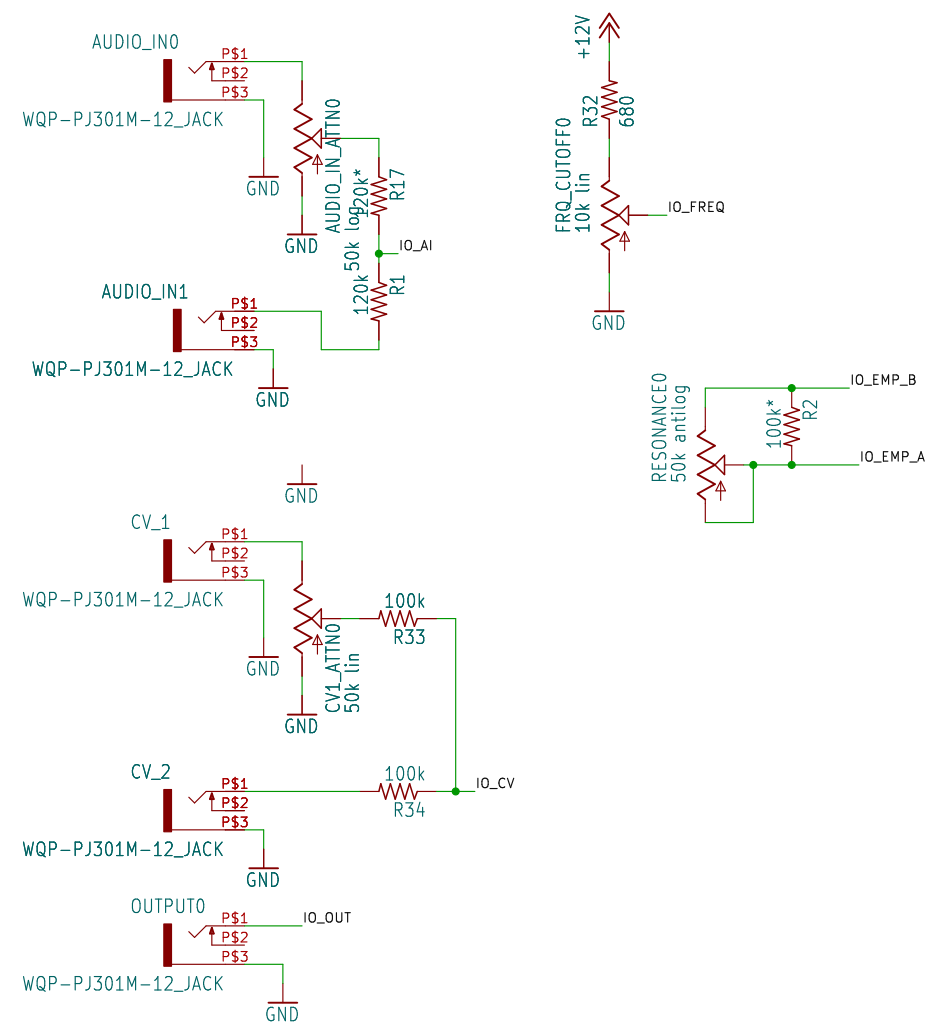 AUDIO_IN0
P$1
P$2
P$3
WQP-PJ301M-12_JACK
GND
GND
AUDIO_IN_ATTN0
50k log
120k*
R17
IO_AI
120k
R1
AUDIO_IN1
P$1
P$2
P$3
WQP-PJ301M-12_JACK
GND
+12V
R32
680
FRQ_CUTOFF0
10k lin
IO_FREQ
GND
RESONANCE0
50k antilog
IO_EMP_B
100k*
R2
IO_EMP_A
GND
CV_1
P$1
P$2
P$3
WQP-PJ301M-12_JACK
GND
GND
CV1_ATTN0
50k lin
100k
R33
CV_2
P$1
P$2
P$3
WQP-PJ301M-12_JACK
GND
100k
R34
IO_CV
OUTPUT0
P$1
P$2
P$3
IO_OUT
WQP-PJ301M-12_JACK
GND